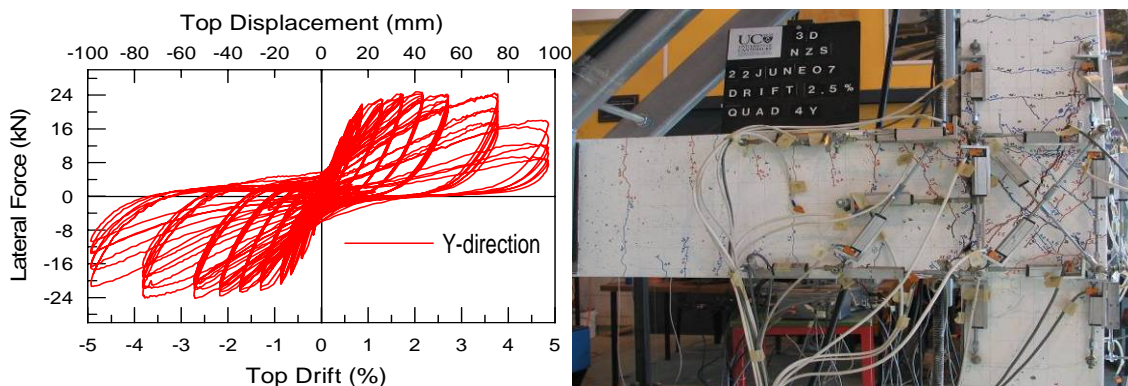 Top Displacement (mm)
-100 -80 -60 -40 -20 0 20 40 60 80 100
Lateral Force (kN)
24
16
8
0
-8
-16
-24
Y-direction
-5 -4 -3 -2 -1 0 1 2 3 4 5
Top Drift (%)
UC
3D
NZS
22JUNE07
DRIFT 2.5%
QUAD 4Y